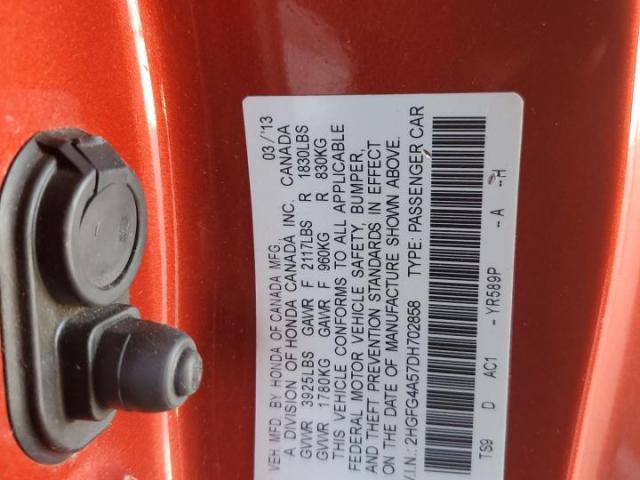 VEH. MFD. BY HONDA OF CANADA MFG. 03/'13
A DIVISION OF HONDA CANADA INC. CANADA
GVWR 3925LBS GAWR F 2117LBS R 1830LBS
GVWR 1780KG GAWR F 960KG R 830KG
THIS VEHICLE CONFORMS TO ALL APPLICABLE
FEDERAL MOTOR VEHICLE SAFETY, BUMPER,
AND THEFT PREVENTION STANDARDS IN EFFECT
ON THE DATE OF MANUFACTURE SHOWN ABOVE.
V.I.N.: 2HGFG4A57DH702858 TYPE: PASSENGER CAR
TS9 D AC1 -- YR589P -- A --H